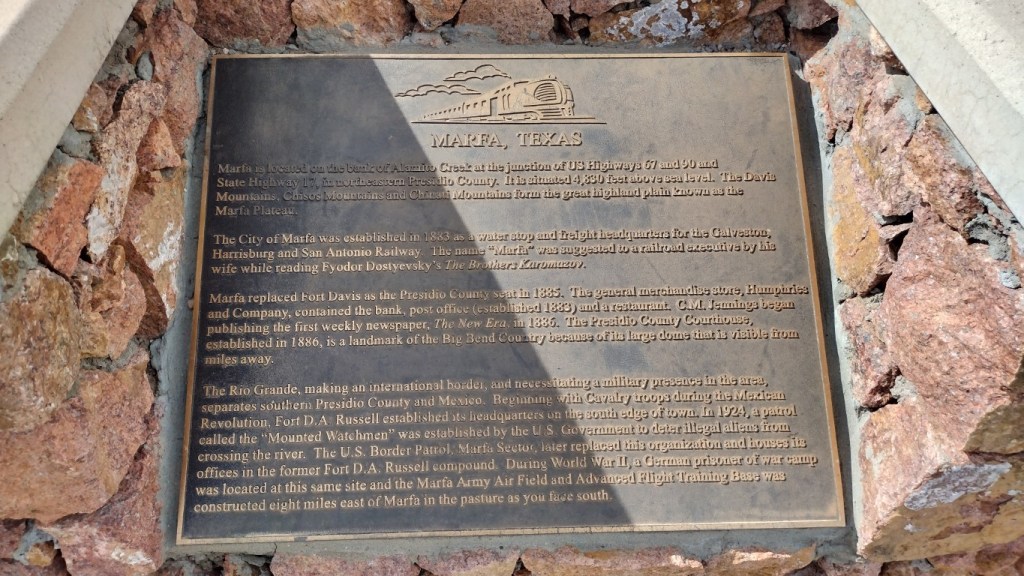 MARFA, TEXAS
Marfa is located on the bank of Alamito Creek at the junction of US Highways 67 and 90 and
State Highway 17, in northeastern Presidio County. It is situated 4,830 feet above sea level. The Davis
Mountains, Chisos Mountains and Chinati Mountains form the great highland plain known as the
Marfa Plateau.
The City of Marfa was established in 1883 as a water stop and freight headquarters for the Galveston,
Harrisburg and San Antonio Railway. The name "Marfa" was suggested to a railroad executive by his
wife while reading Fyodor Dostyevsky's The Brothers Karamazov.
Marfa replaced Fort Davis as the Presidio County seat in 1885. The general merchandise store, Humphries
and Company, contained the bank, post office (established 1883) and a restaurant. C.M. Jennings began
publishing the first weekly newspaper, The New Era, in 1886. The Presidio County Courthouse,
established in 1886, is a landmark of the Big Bend Country because of its large dome that is visible from
miles away.
The Rio Grande, making an international border, and necessitating a military presence in the area,
separates southern Presidio County and Mexico. Beginning with Cavalry troops during the Mexican
Revolution, Fort D.A. Russell established its headquarters on the south edge of town. In 1924, a patrol
called the "Mounted Watchmen" was established by the U.S. Government to deter illegal aliens from
crossing the river. The U.S. Border Patrol, Marfa Sector, later replaced this organization and houses its
offices in the former Fort D.A. Russell compound. During World War II, a German prisoner of war camp
was located at this same site and the Marfa Army Air Field and Advanced Flight Training Base was
constructed eight miles east of Marfa in the pasture as you face south.